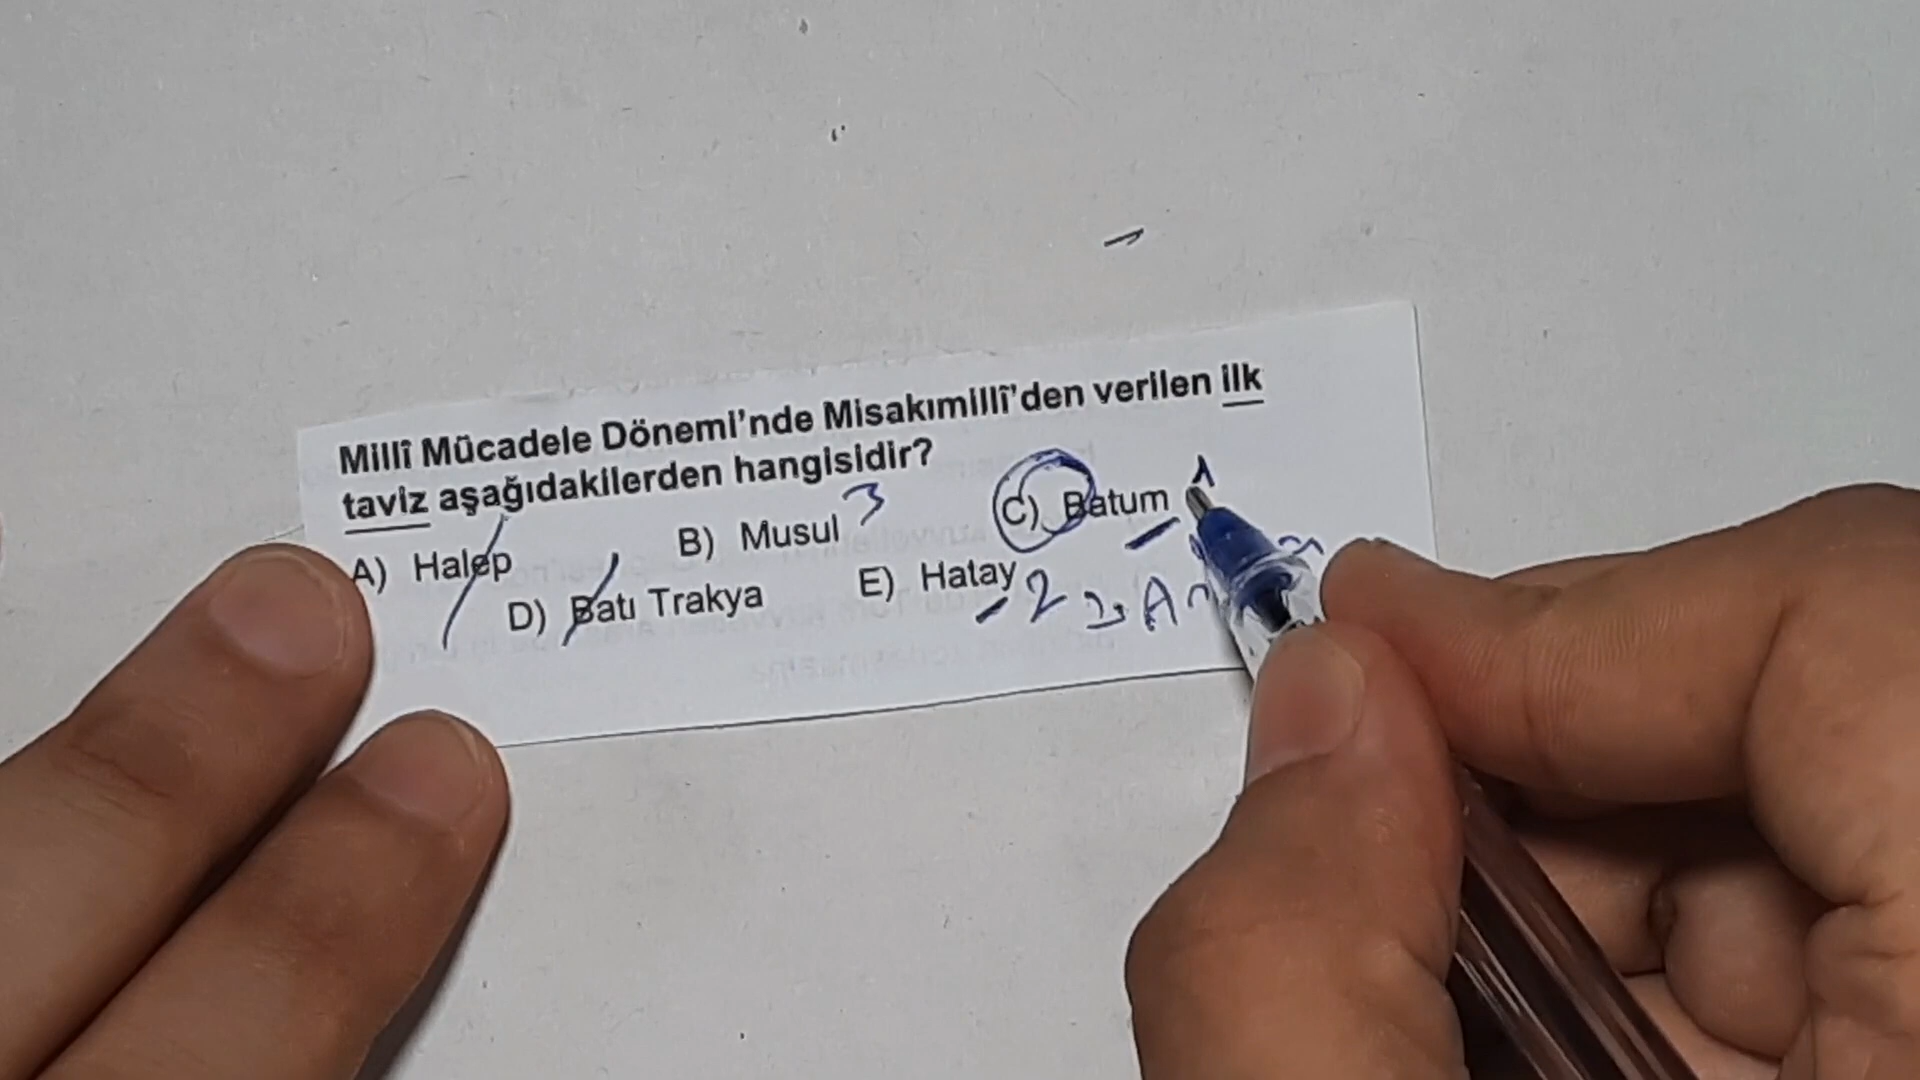 Millî Mücadele Dönemi'nde Misakımillî'den verilen ilk
taviz aşağıdakilerden hangisidir?
A) Halep B) Musul 3 C) Batum 1
D) Batı Trakya E) Hatay 2